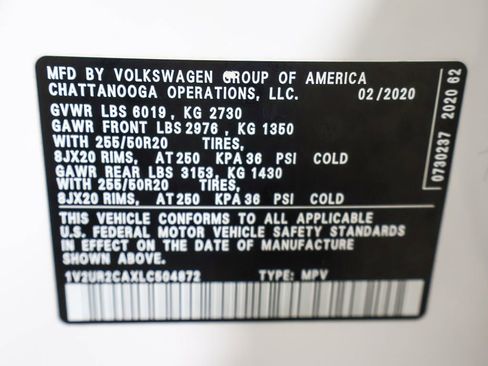 MFD BY VOLKSWAGEN GROUP OF AMERICA
CHATTANOOGA OPERATIONS, LLC. 02/2020
GVWR LBS 6019 , KG 2730
GAWR FRONT LBS 2976 , KG 1350
WITH 255/50R20 TIRES,
8JX20 RIMS, AT 250 KPA 36 PSI COLD
GAWR REAR LBS 3153, KG 1430
WITH 255/50R20 TIRES,
8JX20 RIMS, AT 250 KPA 36 PSI COLD
THIS VEHICLE CONFORMS TO ALL APPLICABLE
U.S. FEDERAL MOTOR VEHICLE SAFETY STANDARDS
IN EFFECT ON THE DATE OF MANUFACTURE
SHOWN ABOVE.
1V2UR2CAXLC504872 TYPE: MPV
0730237 2020 62